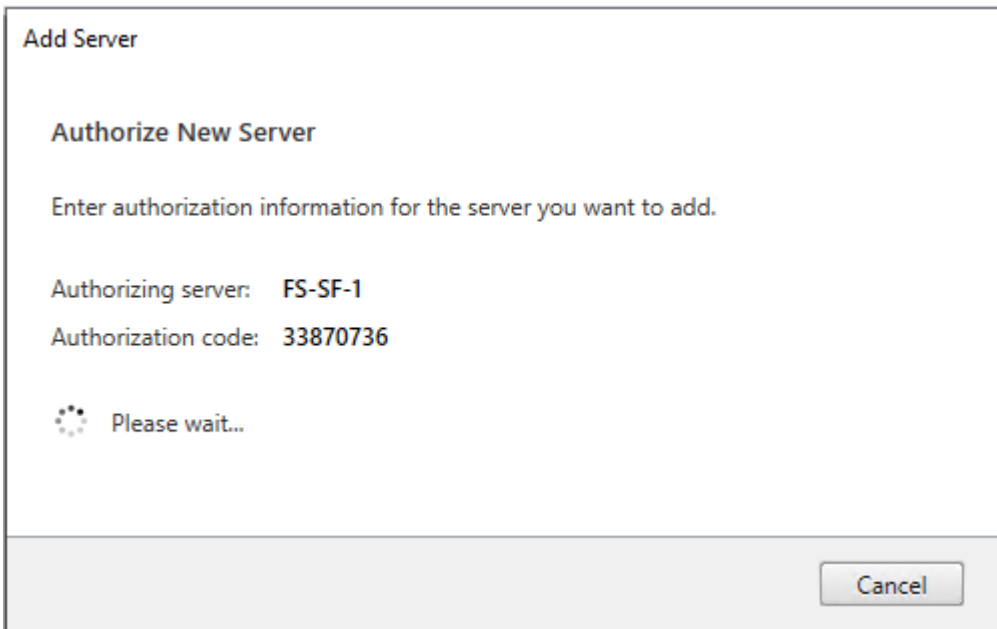 Add Server
Authorize New Server
Enter authorization information for the server you want to add.
Authorizing server: FS-SF-1
Authorization code: 33870736
Please wait...
Cancel